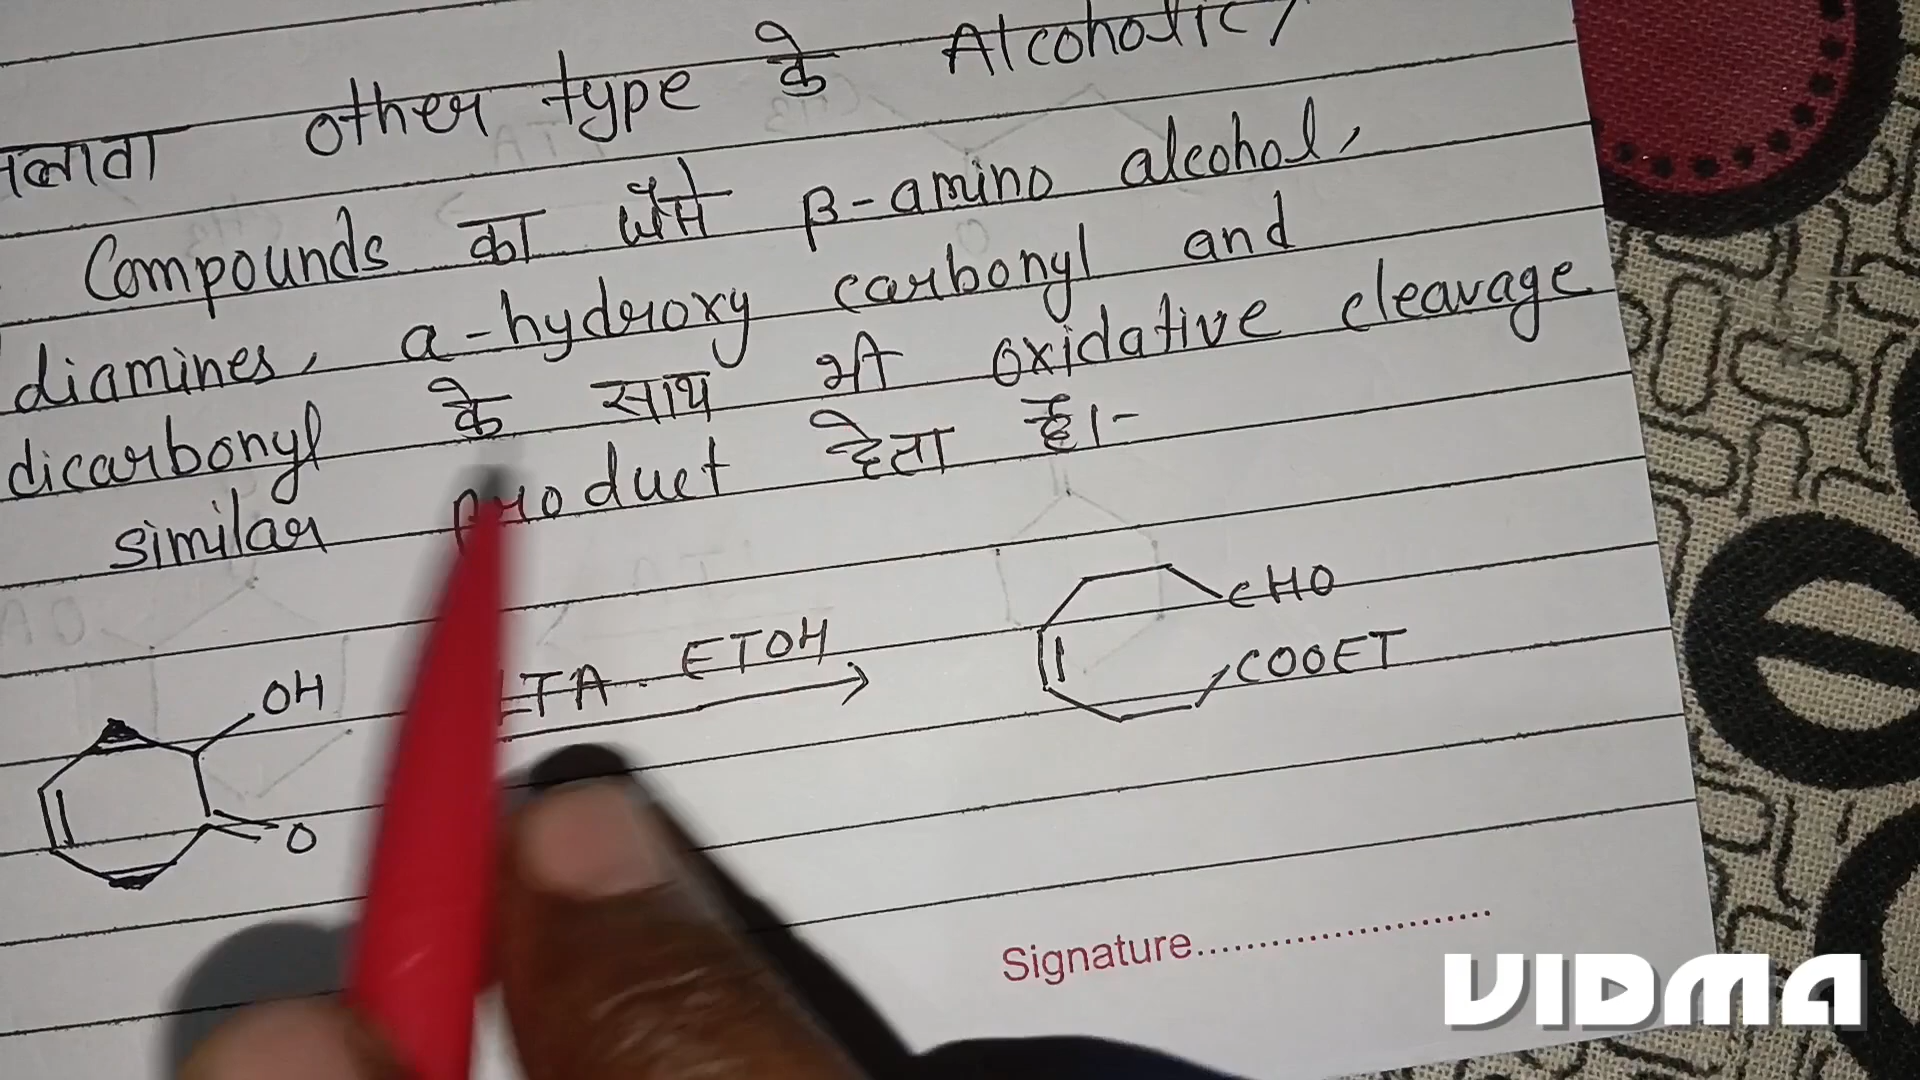 other type के Alcoholic,
Compounds का जैसे β-amino alcohol,
diamines, α-hydroxy carbonyl and
dicarbonyl के साथ भी oxidative cleavage
similar product देता है।-
OH
O
LTA. ETOH
CHO
COOET
Signature
VIDMA